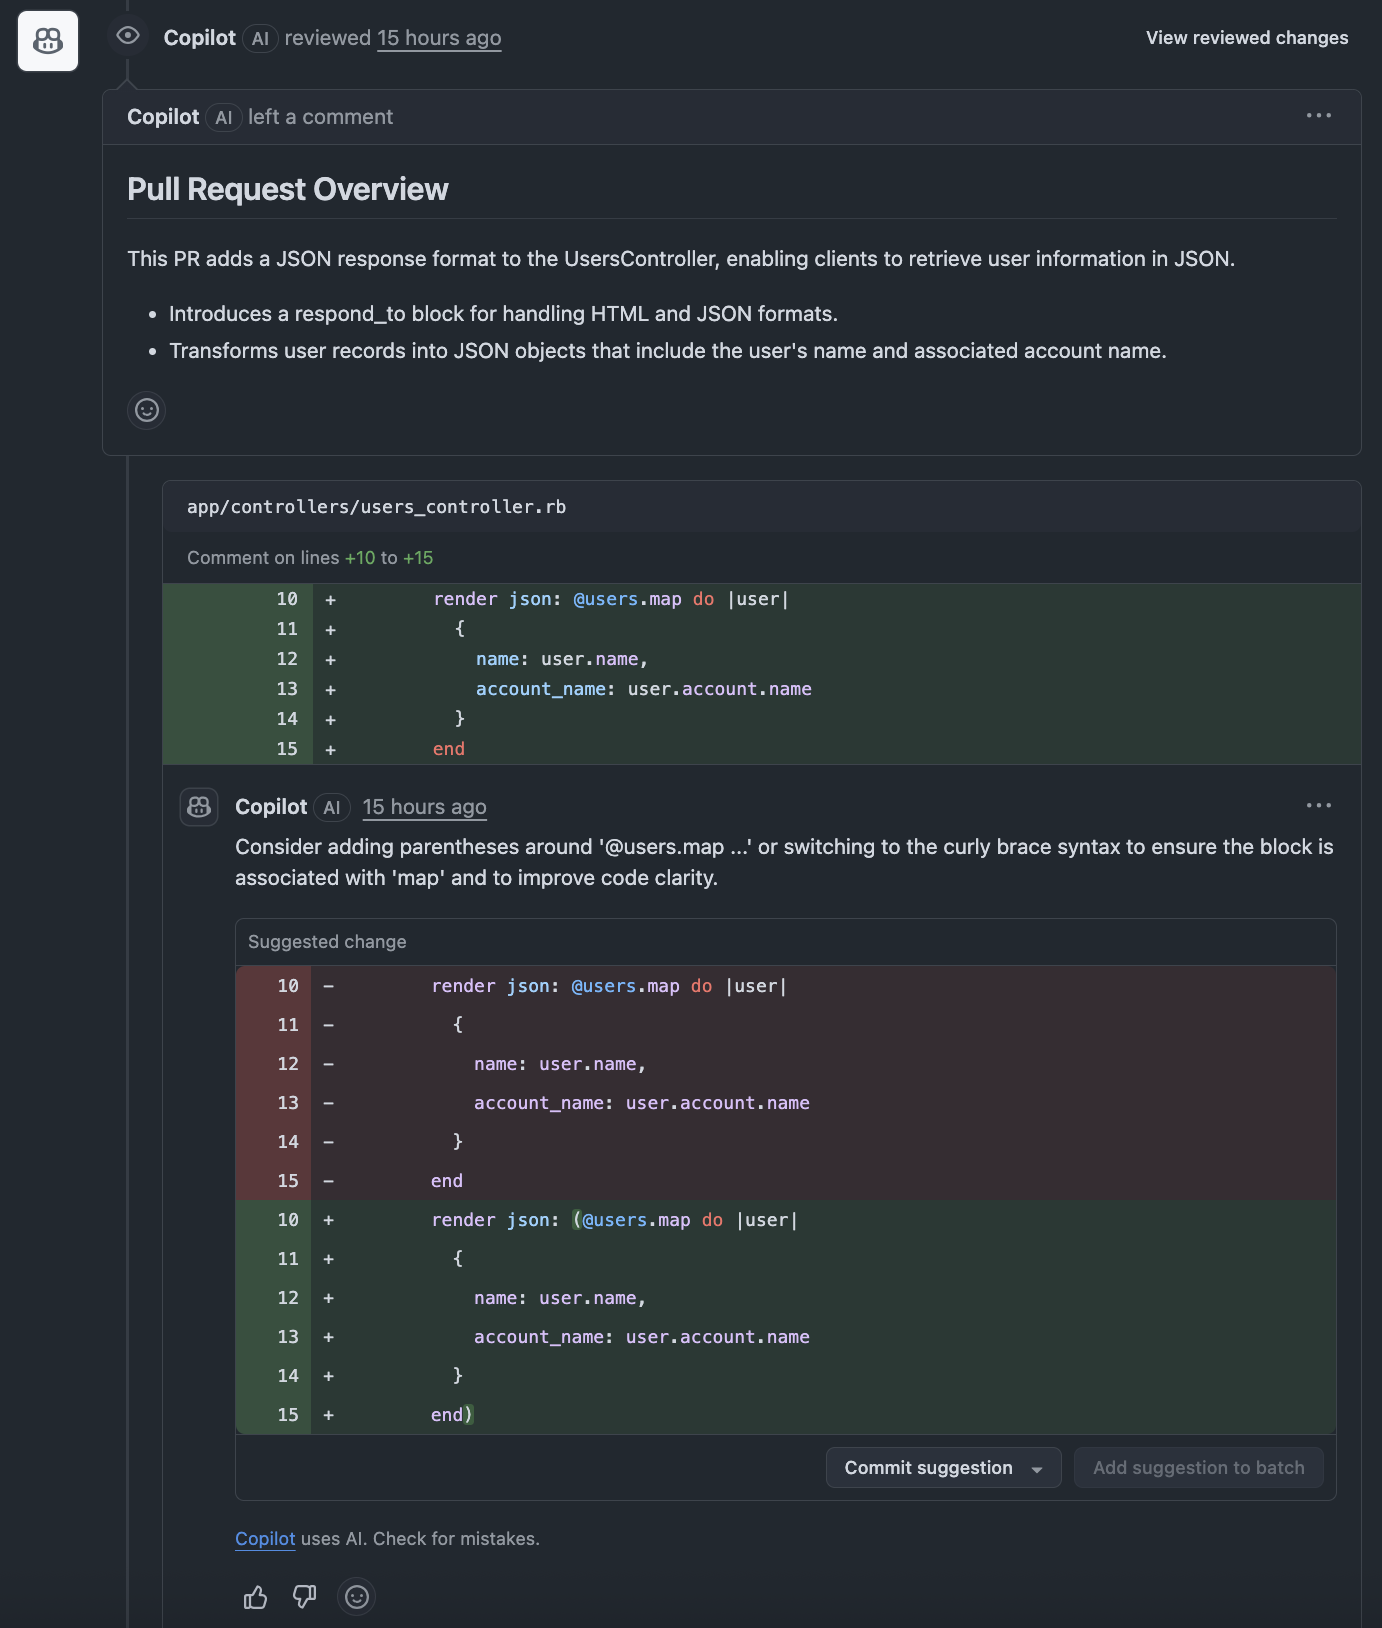 Copilot AI reviewed 15 hours ago View reviewed changes
Copilot AI left a comment
Pull Request Overview
This PR adds a JSON response format to the UsersController, enabling clients to retrieve user information in JSON.
• Introduces a respond_to block for handling HTML and JSON formats.
• Transforms user records into JSON objects that include the user's name and associated account name.
app/controllers/users_controller.rb
Comment on lines +10 to +15
10 + render json: @users.map do |user|
11 + {
12 + name: user.name,
13 + account_name: user.account.name
14 + }
15 + end
Copilot AI 15 hours ago
Consider adding parentheses around '@users.map ...' or switching to the curly brace syntax to ensure the block is
associated with 'map' and to improve code clarity.
Suggested change
10 - render json: @users.map do |user|
11 - {
12 - name: user.name,
13 - account_name: user.account.name
14 - }
15 - end
10 + render json: (@users.map do |user|
11 + {
12 + name: user.name,
13 + account_name: user.account.name
14 + }
15 + end)
Commit suggestion Add suggestion to batch
Copilot uses AI. Check for mistakes.